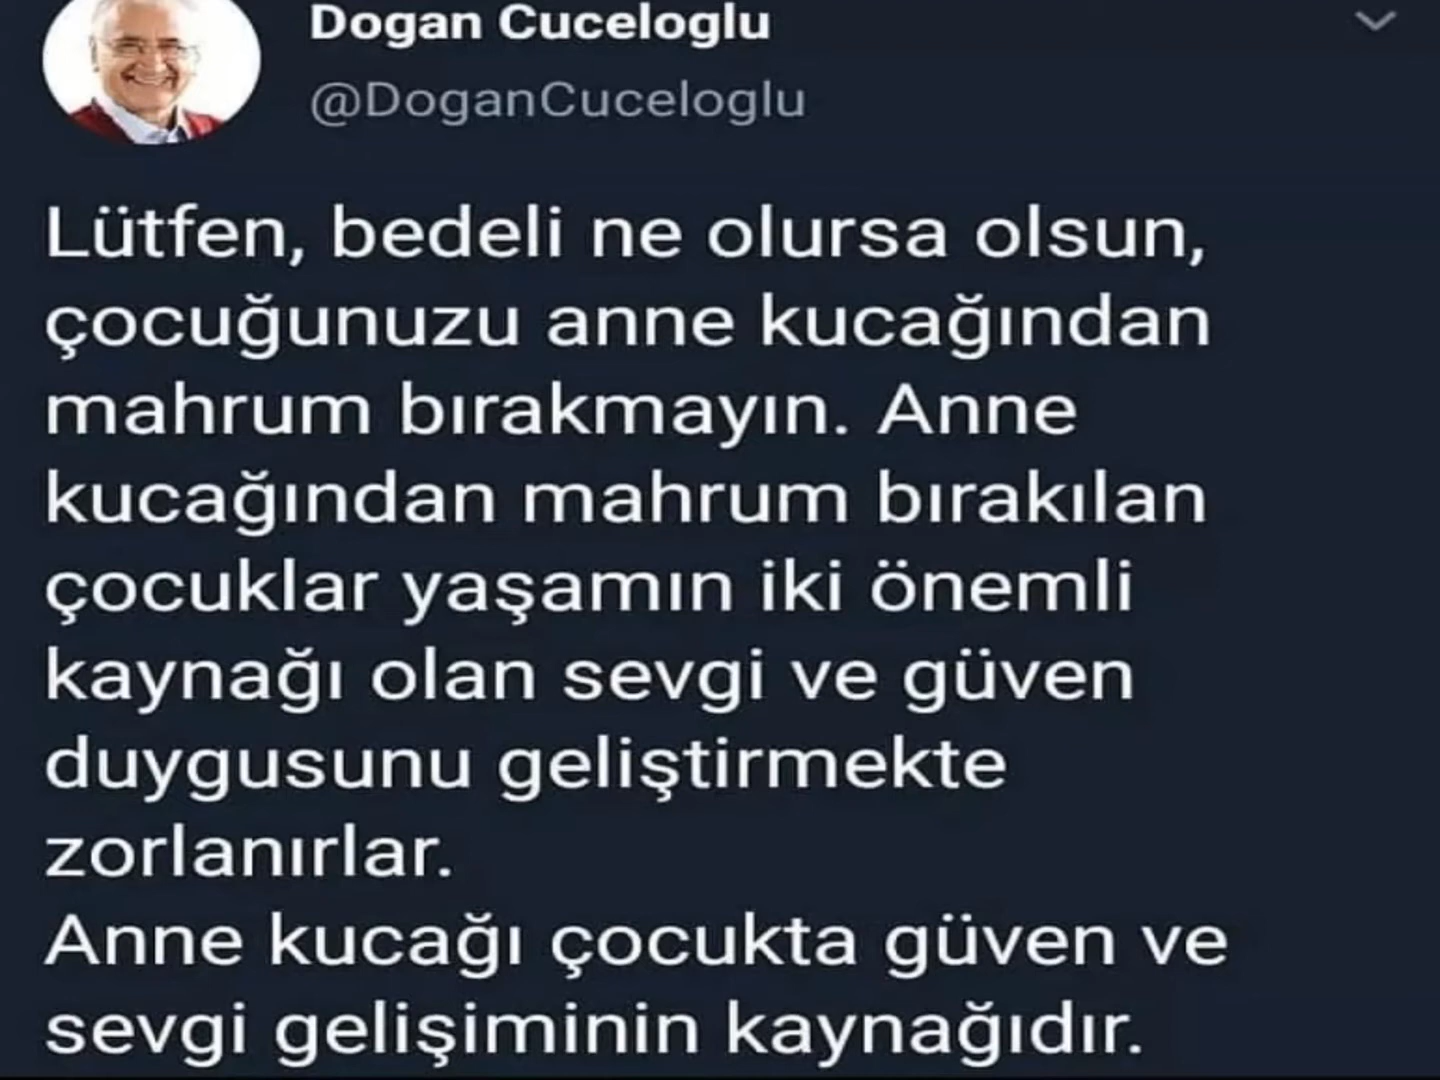 Dogan Cuceloglu
@DoganCuceloglu
Lütfen, bedeli ne olursa olsun,
çocuğunuzu anne kucağından
mahrum bırakmayın. Anne
kucağından mahrum bırakılan
çocuklar yaşamın iki önemli
kaynağı olan sevgi ve güven
duygusunu geliştirmekte
zorlanırlar.
Anne kucağı çocukta güven ve
sevgi gelişiminin kaynağıdır.